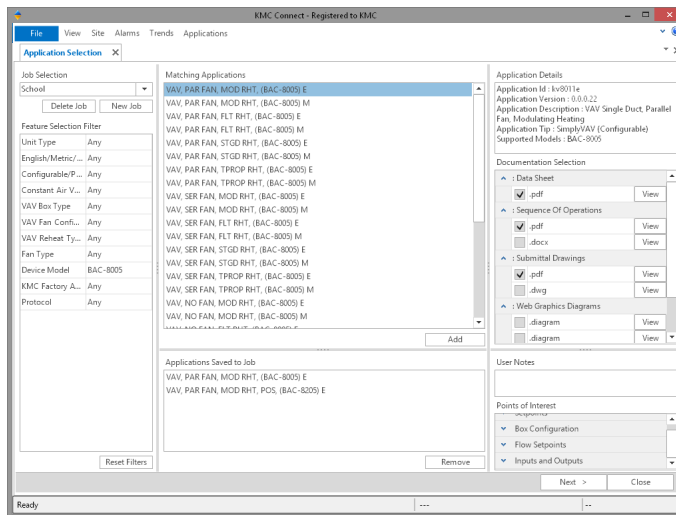 KMC Connect - Registered to KMC
File View Site Alarms Trends Applications
Application Selection X
Job Selection
School
Delete Job New Job
Feature Selection Filter
Unit Type Any
English/Metric/... Any
Configurable/P... Any
Constant Air V... Any
VAV Box Type Any
VAV Fan Confi... Any
VAV Reheat Ty... Any
Fan Type Any
Device Model BAC-8005
KMC Factory A... Any
Protocol Any
Reset Filters
Matching Applications
VAV, PAR FAN, MOD RHT, (BAC-8005) E
VAV, PAR FAN, MOD RHT, (BAC-8005) M
VAV, PAR FAN, FLT RHT, (BAC-8005) E
VAV, PAR FAN, FLT RHT, (BAC-8005) M
VAV, PAR FAN, STGD RHT, (BAC-8005) E
VAV, PAR FAN, STGD RHT, (BAC-8005) M
VAV, PAR FAN, TPROP RHT, (BAC-8005) E
VAV, PAR FAN, TPROP RHT, (BAC-8005) M
VAV, SER FAN, MOD RHT, (BAC-8005) E
VAV, SER FAN, MOD RHT, (BAC-8005) M
VAV, SER FAN, FLT RHT, (BAC-8005) E
VAV, SER FAN, FLT RHT, (BAC-8005) M
VAV, SER FAN, STGD RHT, (BAC-8005) E
VAV, SER FAN, STGD RHT, (BAC-8005) M
VAV, SER FAN, TPROP RHT, (BAC-8005) E
VAV, SER FAN, TPROP RHT, (BAC-8005) M
VAV, NO FAN, MOD RHT, (BAC-8005) E
VAV, NO FAN, MOD RHT, (BAC-8005) M
VAV, NO FAN, FLT RHT, (BAC-8005) E
Add
Applications Saved to Job
VAV, PAR FAN, MOD RHT, (BAC-8005) E
VAV, PAR FAN, MOD RHT, POS, (BAC-8205) E
Remove
Application Details
Application Id : kv8011e
Application Version : 0.0.0.22
Application Description : VAV Single Duct, Parallel
Fan, Modulating Heating
Application Tip : SimplyVAV (Configurable)
Supported Models : BAC-8005
Documentation Selection
: Data Sheet
.pdf View
: Sequence Of Operations
.pdf View
.docx View
: Submittal Drawings
.pdf View
.dwg View
: Web Graphics Diagrams
.diagram View
.diagram View
User Notes
Points of Interest
Setpoints
Box Configuration
Flow Setpoints
Inputs and Outputs
Next > Close
Ready --- --